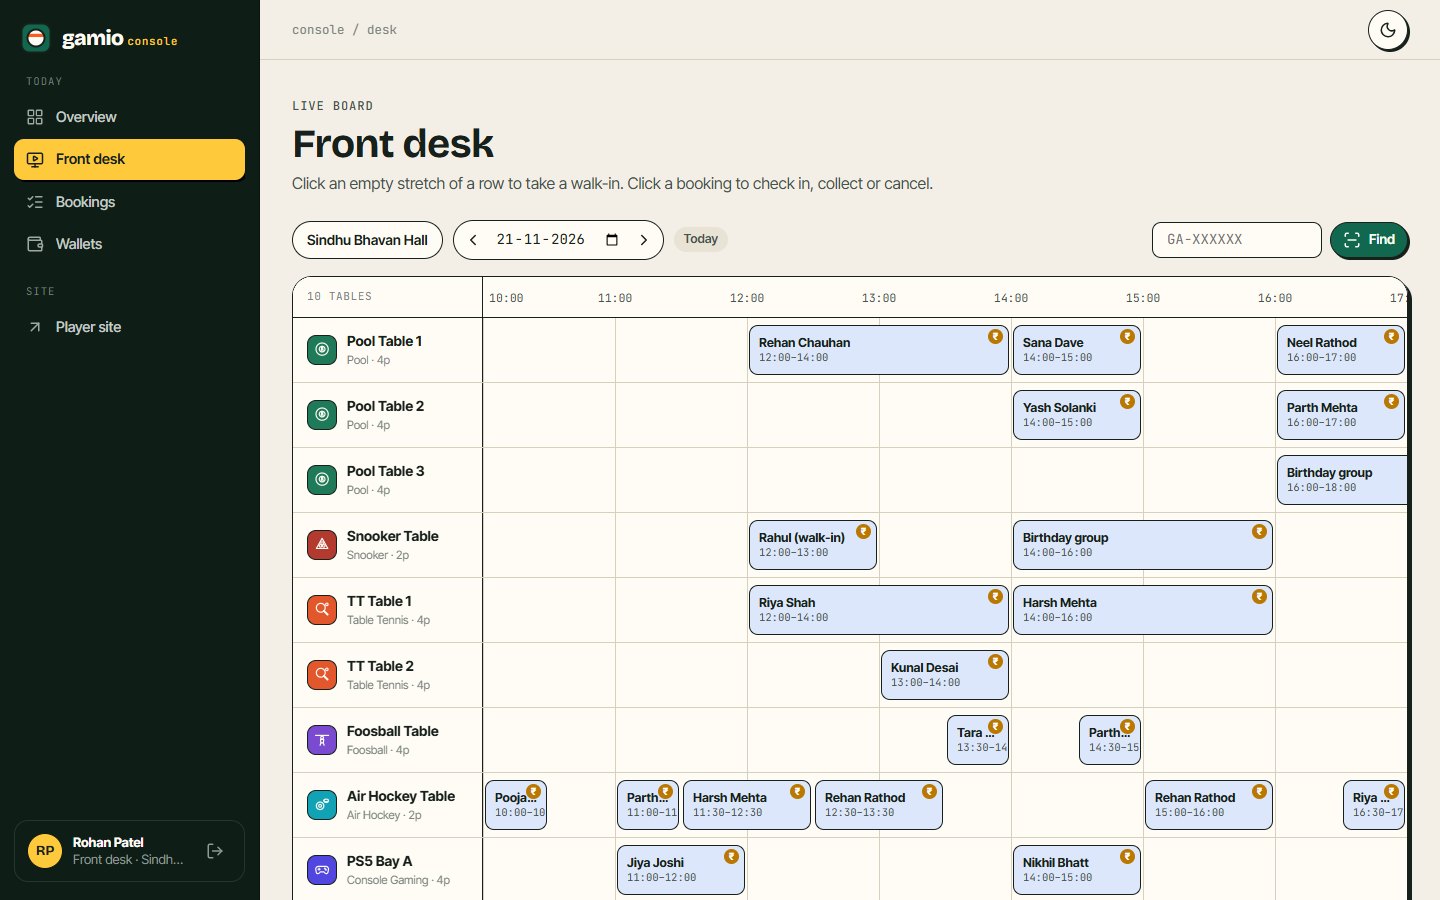 gamio console
console / desk
TODAY
Overview
Front desk
Bookings
Wallets
SITE
Player site
RP
Rohan Patel
Front desk · Sindh...
LIVE BOARD
Front desk
Click an empty stretch of a row to take a walk-in. Click a booking to check in, collect or cancel.
Sindhu Bhavan Hall
21-11-2026
Today
GA-XXXXXX
Find
10 TABLES
10:00 11:00 12:00 13:00 14:00 15:00 16:00 17:
Pool Table 1
Pool · 4p
Rehan Chauhan ₹
12:00–14:00
Sana Dave ₹
14:00–15:00
Neel Rathod ₹
16:00–17:00
Pool Table 2
Pool · 4p
Yash Solanki ₹
14:00–15:00
Parth Mehta ₹
16:00–17:00
Pool Table 3
Pool · 4p
Birthday group
16:00–18:00
Snooker Table
Snooker · 2p
Rahul (walk-in) ₹
12:00–13:00
Birthday group ₹
14:00–16:00
TT Table 1
Table Tennis · 4p
Riya Shah ₹
12:00–14:00
Harsh Mehta ₹
14:00–16:00
TT Table 2
Table Tennis · 4p
Kunal Desai ₹
13:00–14:00
Foosball Table
Foosball · 4p
Tara ... ₹
13:30–14
Parth... ₹
14:30–15
Air Hockey Table
Air Hockey · 2p
Pooja... ₹
10:00–10
Parth... ₹
11:00–11
Harsh Mehta ₹
11:30–12:30
Rehan Rathod ₹
12:30–13:30
Rehan Rathod ₹
15:00–16:00
Riya ... ₹
16:30–17
PS5 Bay A
Console Gaming · 4p
Jiya Joshi ₹
11:00–12:00
Nikhil Bhatt ₹
14:00–15:00